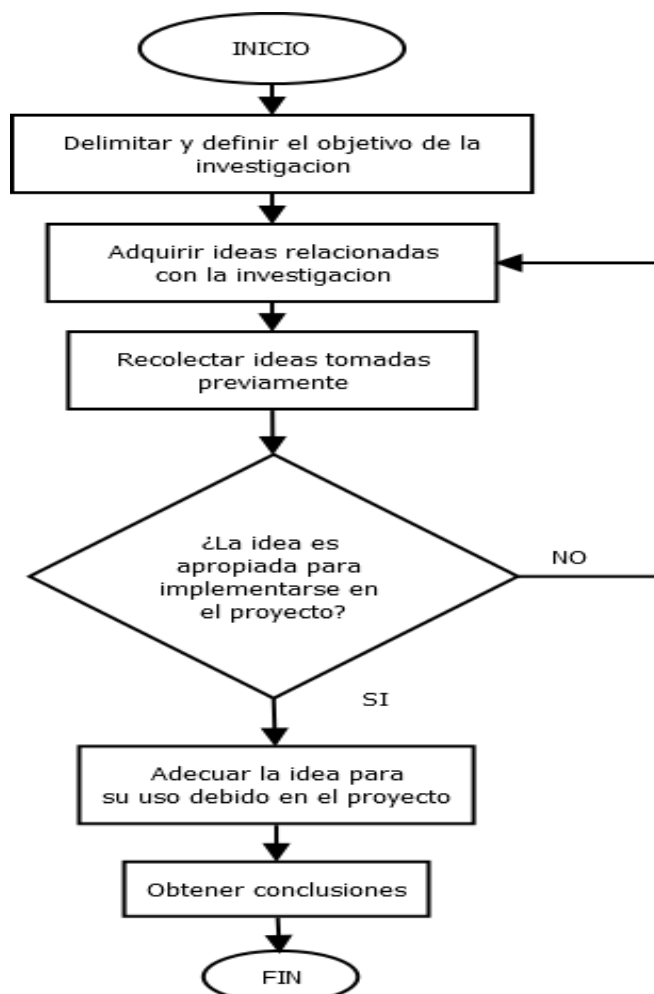 INICIO
Delimitar y definir el objetivo de la
investigacion
Adquirir ideas relacionadas
con la investigacion
Recolectar ideas tomadas
previamente
¿La idea es
apropiada para
implementarse en
el proyecto?
NO
SI
Adecuar la idea para
su uso debido en el proyecto
Obtener conclusiones
FIN